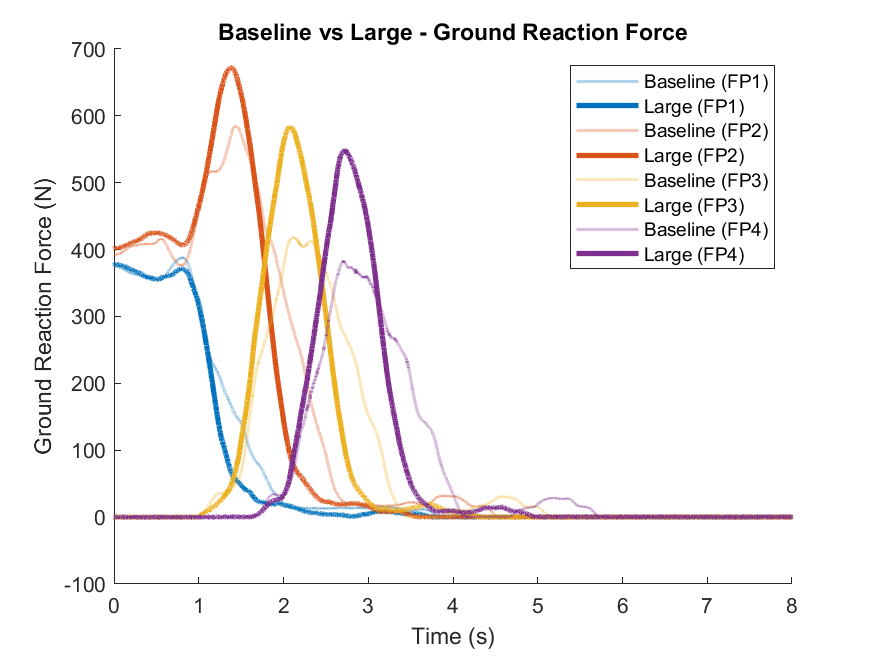 Baseline vs Large - Ground Reaction Force
700
600
500
400
300
200
100
0
-100
Ground Reaction Force (N)
Baseline (FP1)
Large (FP1)
Baseline (FP2)
Large (FP2)
Baseline (FP3)
Large (FP3)
Baseline (FP4)
Large (FP4)
0 1 2 3 4 5 6 7 8
Time (s)